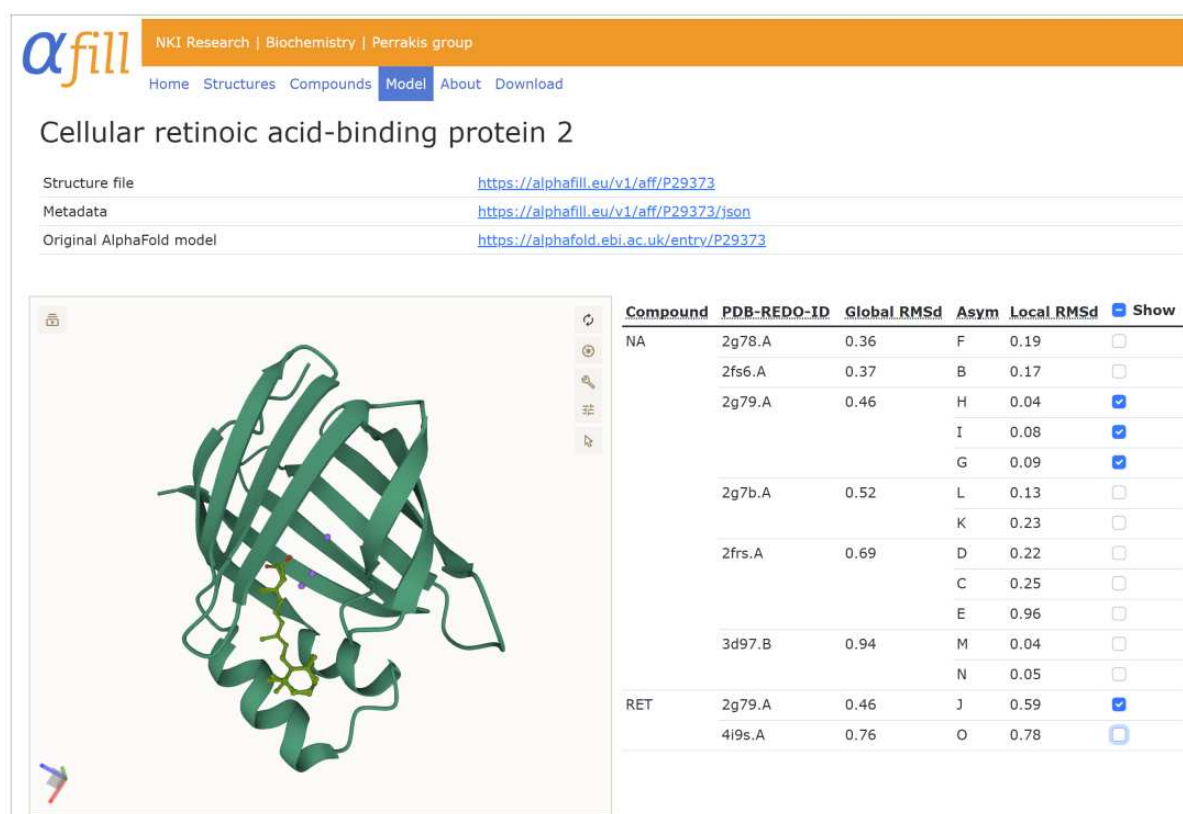 αfill
NKI Research | Biochemistry | Perrakis group
Home Structures Compounds Model About Download
Cellular retinoic acid-binding protein 2
Structure file https://alphafill.eu/v1/aff/P29373
Metadata https://alphafill.eu/v1/aff/P29373/json
Original AlphaFold model https://alphafold.ebi.ac.uk/entry/P29373
Compound PDB-REDO-ID Global RMSd Asym Local RMSd Show
NA 2g78.A 0.36 F 0.19
2fs6.A 0.37 B 0.17
2g79.A 0.46 H 0.04
I 0.08
G 0.09
2g7b.A 0.52 L 0.13
K 0.23
2frs.A 0.69 D 0.22
C 0.25
E 0.96
3d97.B 0.94 M 0.04
N 0.05
RET 2g79.A 0.46 J 0.59
4i9s.A 0.76 O 0.78